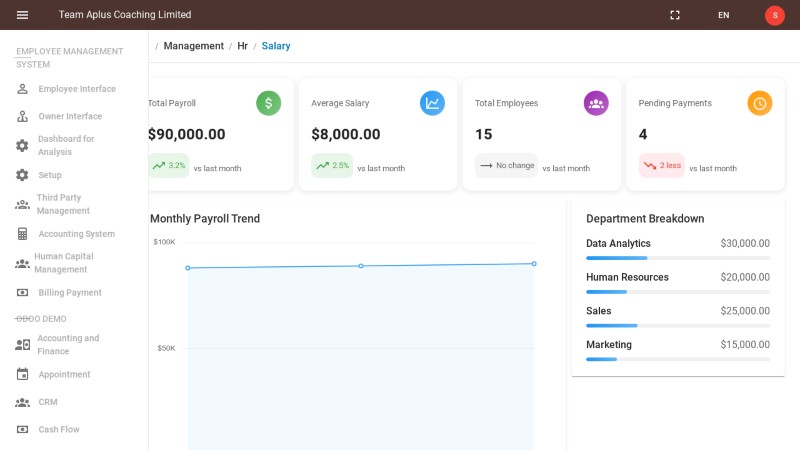 Team Aplus Coaching Limited
EN
S
/ Management / Hr / Salary
EMPLOYEE MANAGEMENT
SYSTEM
Employee Interface
Owner Interface
Dashboard for
Analysis
Setup
Third Party
Management
Accounting System
Human Capital
Management
Billing Payment
ODOO DEMO
Accounting and
Finance
Appointment
CRM
Cash Flow
Total Payroll
$90,000.00
3.2% vs last month
Average Salary
$8,000.00
2.5% vs last month
Total Employees
15
No change vs last month
Pending Payments
4
2 less vs last month
Monthly Payroll Trend
$100K
$50K
Department Breakdown
Data Analytics $30,000.00
Human Resources $20,000.00
Sales $25,000.00
Marketing $15,000.00